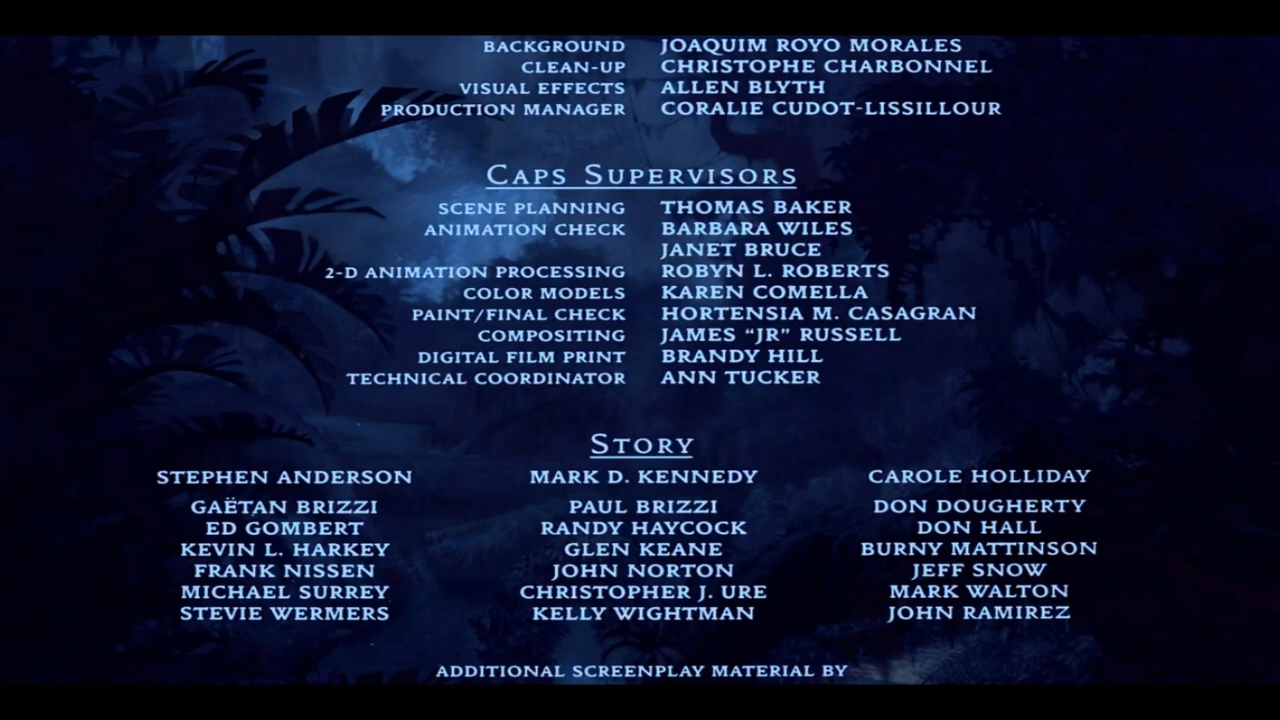 BACKGROUND JOAQUIM ROYO MORALES
CLEAN-UP CHRISTOPHE CHARBONNEL
VISUAL EFFECTS ALLEN BLYTH
PRODUCTION MANAGER CORALIE CUDOT-LISSILLOUR
CAPS SUPERVISORS
SCENE PLANNING THOMAS BAKER
ANIMATION CHECK BARBARA WILES
JANET BRUCE
2-D ANIMATION PROCESSING ROBYN L. ROBERTS
COLOR MODELS KAREN COMELLA
PAINT/FINAL CHECK HORTENSIA M. CASAGRAN
COMPOSITING JAMES “JR” RUSSELL
DIGITAL FILM PRINT BRANDY HILL
TECHNICAL COORDINATOR ANN TUCKER
STORY
STEPHEN ANDERSON MARK D. KENNEDY CAROLE HOLLIDAY
GAËTAN BRIZZI PAUL BRIZZI DON DOUGHERTY
ED GOMBERT RANDY HAYCOCK DON HALL
KEVIN L. HARKEY GLEN KEANE BURNY MATTINSON
FRANK NISSEN JOHN NORTON JEFF SNOW
MICHAEL SURREY CHRISTOPHER J. URE MARK WALTON
STEVIE WERMERS KELLY WIGHTMAN JOHN RAMIREZ
ADDITIONAL SCREENPLAY MATERIAL BY